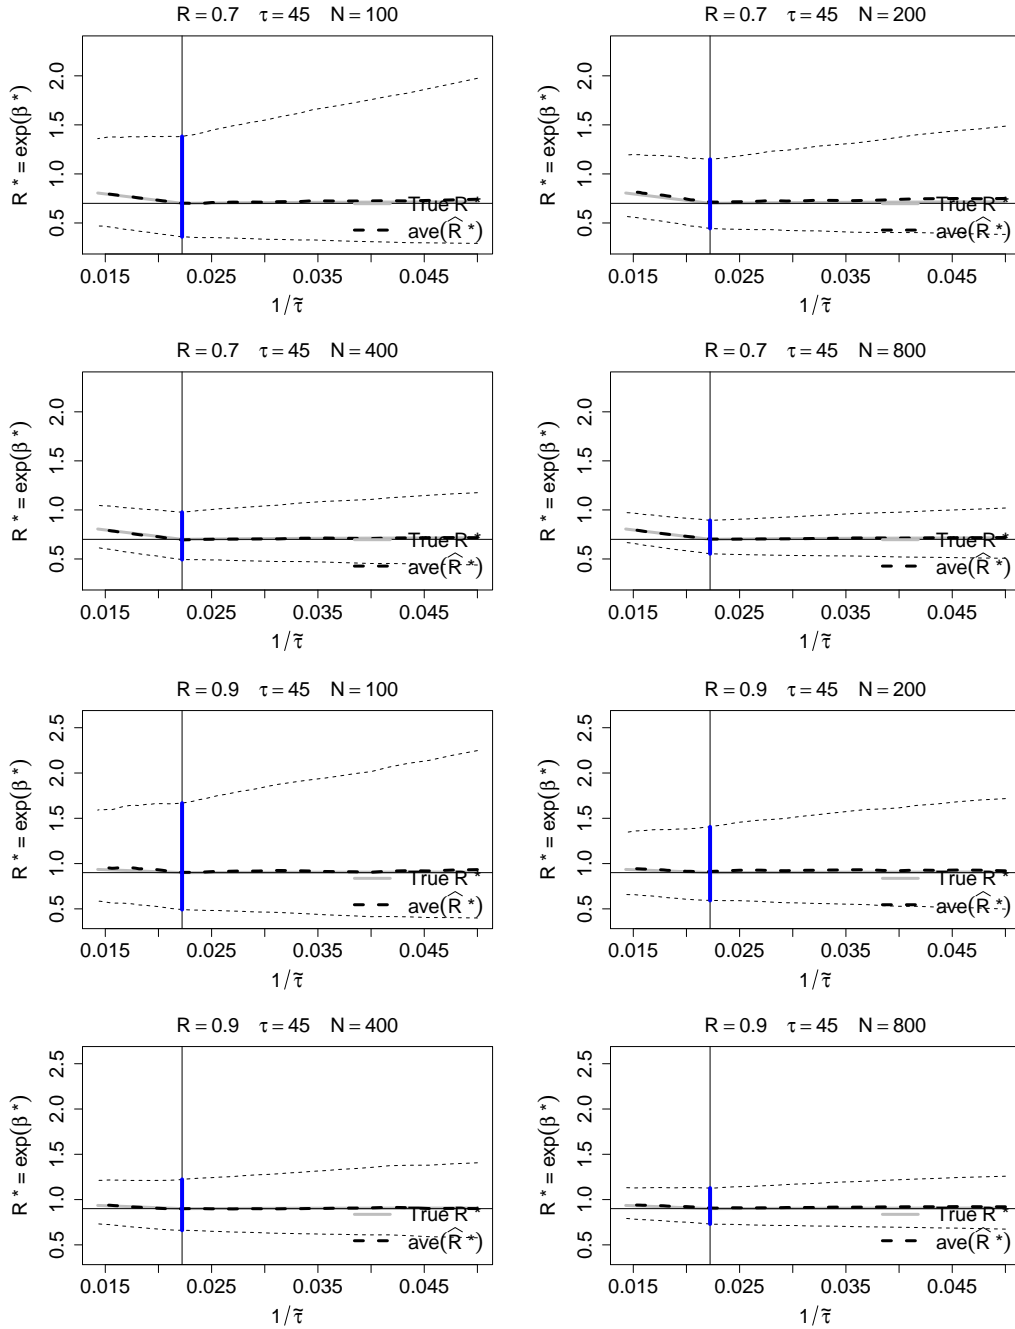 R = 0.7 τ = 45 N = 100
R * = exp(β *)
2.0
1.5
1.0
0.5
True R *
ave(R̂ *)
0.015 0.025 0.035 0.045
1/τ̃
R = 0.7 τ = 45 N = 200
R * = exp(β *)
2.0
1.5
1.0
0.5
True R *
ave(R̂ *)
0.015 0.025 0.035 0.045
1/τ̃
R = 0.7 τ = 45 N = 400
R * = exp(β *)
2.0
1.5
1.0
0.5
True R *
ave(R̂ *)
0.015 0.025 0.035 0.045
1/τ̃
R = 0.7 τ = 45 N = 800
R * = exp(β *)
2.0
1.5
1.0
0.5
True R *
ave(R̂ *)
0.015 0.025 0.035 0.045
1/τ̃
R = 0.9 τ = 45 N = 100
R * = exp(β *)
2.5
2.0
1.5
1.0
0.5
True R *
ave(R̂ *)
0.015 0.025 0.035 0.045
1/τ̃
R = 0.9 τ = 45 N = 200
R * = exp(β *)
2.5
2.0
1.5
1.0
0.5
True R *
ave(R̂ *)
0.015 0.025 0.035 0.045
1/τ̃
R = 0.9 τ = 45 N = 400
R * = exp(β *)
2.5
2.0
1.5
1.0
0.5
True R *
ave(R̂ *)
0.015 0.025 0.035 0.045
1/τ̃
R = 0.9 τ = 45 N = 800
R * = exp(β *)
2.5
2.0
1.5
1.0
0.5
True R *
ave(R̂ *)
0.015 0.025 0.035 0.045
1/τ̃